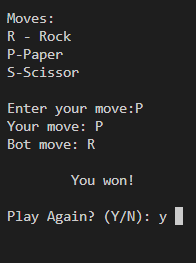 Moves:
R - Rock
P-Paper
S-Scissor
Enter your move:P
Your move: P
Bot move: R
You won!
Play Again? (Y/N): y